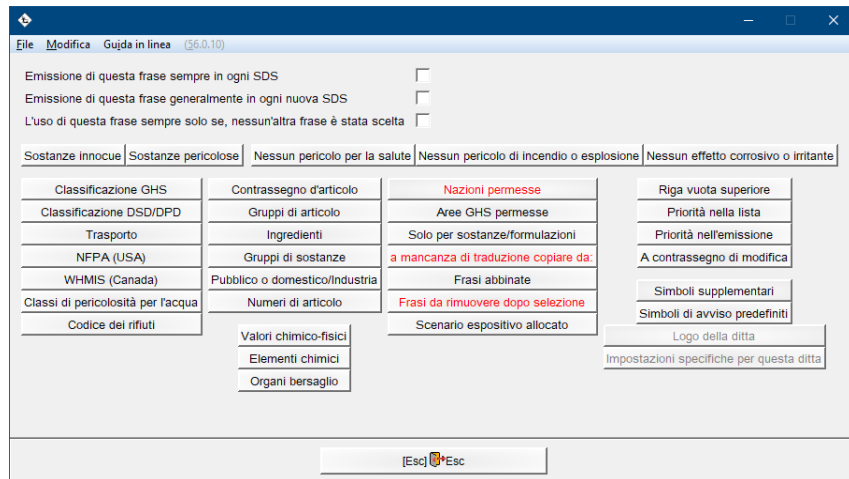 File Modifica Guida in linea (56.0.10)
Emissione di questa frase sempre in ogni SDS
Emissione di questa frase generalmente in ogni nuova SDS
L'uso di questa frase sempre solo se, nessun'altra frase è stata scelta
Sostanze innocue Sostanze pericolose Nessun pericolo per la salute Nessun pericolo di incendio o esplosione Nessun effetto corrosivo o irritante
Classificazione GHS Contrassegno d'articolo Nazioni permesse Riga vuota superiore
Classificazione DSD/DPD Gruppi di articolo Aree GHS permesse Priorità nella lista
Trasporto Ingredienti Solo per sostanze/formulazioni Priorità nell'emissione
NFPA (USA) Gruppi di sostanze a mancanza di traduzione copiare da: A contrassegno di modifica
WHMIS (Canada) Pubblico o domestico/Industria Frasi abbinate
Simboli supplementari
Classi di pericolosità per l'acqua Numeri di articolo Frasi da rimuovere dopo selezione
Simboli di avviso predefiniti
Codice dei rifiuti Scenario espositivo allocato
Valori chimico-fisici Logo della ditta
Elementi chimici Impostazioni specifiche per questa ditta
Organi bersaglio
[Esc] Esc